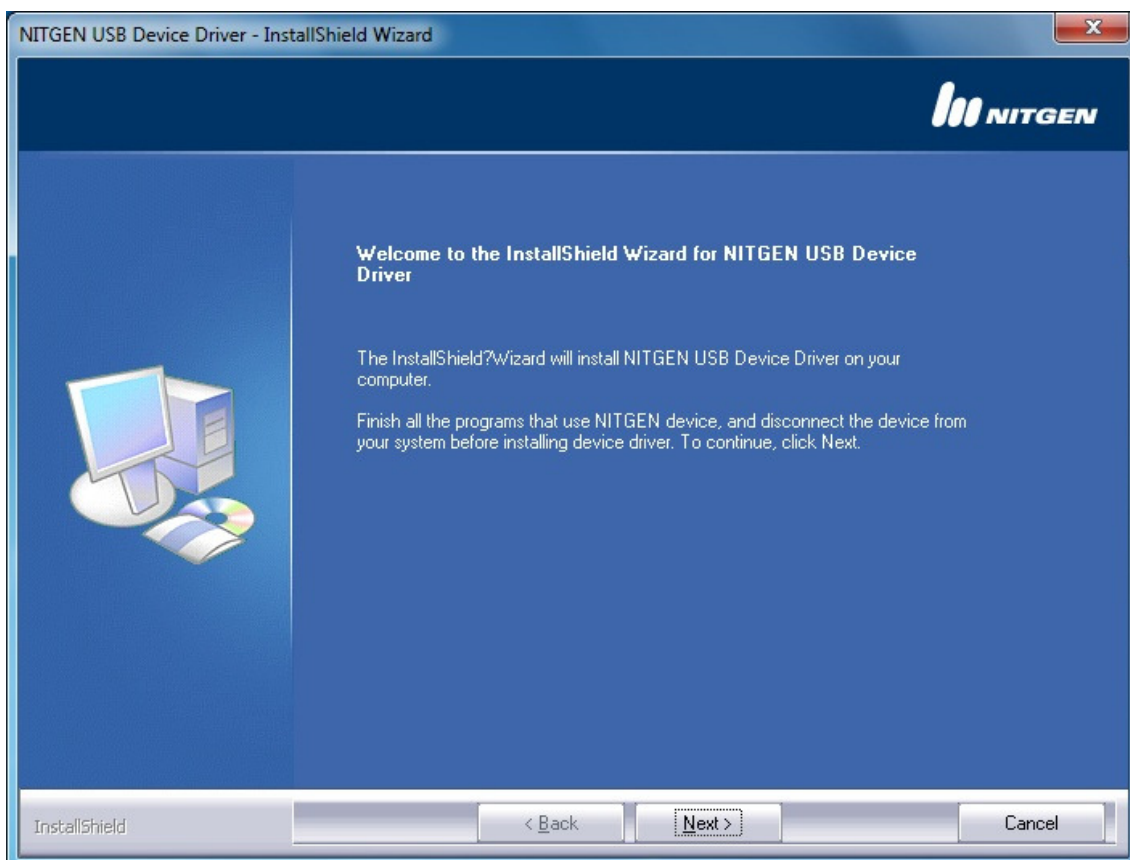 NITGEN USB Device Driver - InstallShield Wizard
NITGEN
Welcome to the InstallShield Wizard for NITGEN USB Device
Driver
The InstallShield?Wizard will install NITGEN USB Device Driver on your
computer.
Finish all the programs that use NITGEN device, and disconnect the device from
your system before installing device driver. To continue, click Next.
InstallShield
< Back
Next >
Cancel